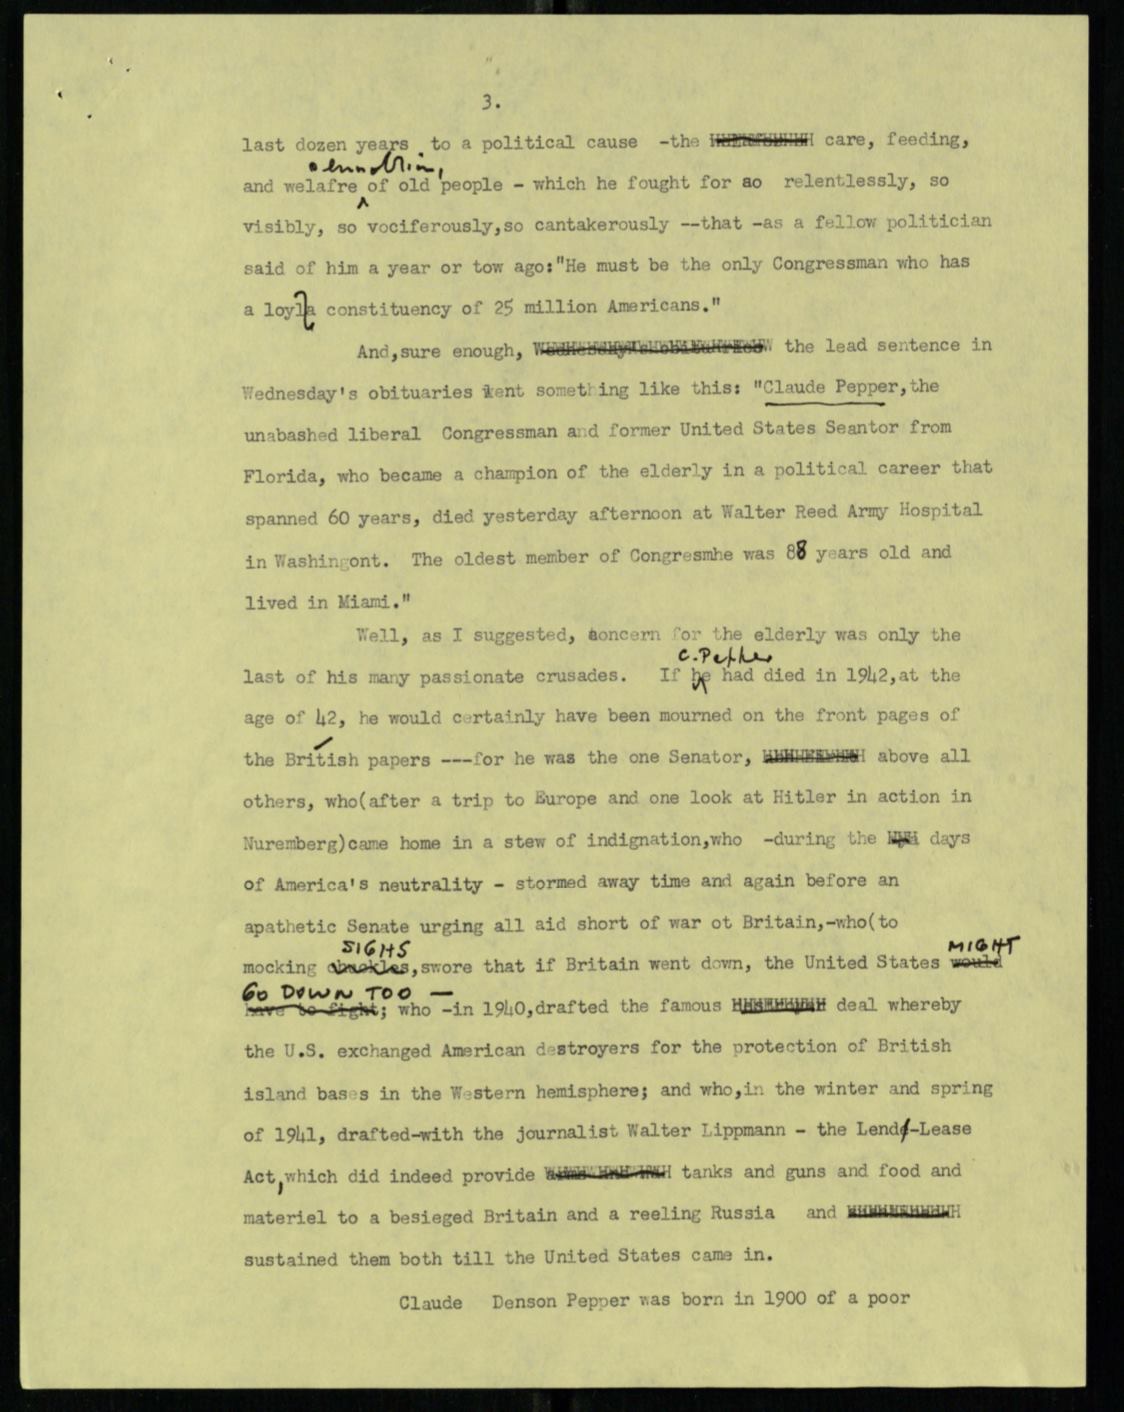 3.
last dozen years to a political cause -the care, feeding,
and welafre of old people - which he fought for so relentlessly, so
visibly, so vociferously,so cantakerously --that -as a fellow politician
said of him a year or tow ago:"He must be the only Congressman who has
a loyla constituency of 25 million Americans."
And,sure enough, the lead sentence in
Wednesday's obituaries went something like this: "Claude Pepper,the
unabashed liberal Congressman and former United States Seantor from
Florida, who became a champion of the elderly in a political career that
spanned 60 years, died yesterday afternoon at Walter Reed Army Hospital
in Washingont. The oldest member of Congresmhe was 88 years old and
lived in Miami."
Well, as I suggested, concern for the elderly was only the
C. Pepper
last of his many passionate crusades. If he had died in 1942,at the
age of 42, he would certainly have been mourned on the front pages of
the British papers ---for he was the one Senator, above all
others, who(after a trip to Europe and one look at Hitler in action in
Nuremberg)came home in a stew of indignation,who -during the days
of America's neutrality - stormed away time and again before an
apathetic Senate urging all aid short of war ot Britain,-who(to
SIGHS MIGHT
mocking chuckles,swore that if Britain went down, the United States would
GO DOWN TOO —
have to fight; who -in 1940,drafted the famous deal whereby
the U.S. exchanged American destroyers for the protection of British
island bases in the Western hemisphere; and who,in the winter and spring
of 1941, drafted-with the journalist Walter Lippmann - the Lend-Lease
Act,which did indeed provide tanks and guns and food and
materiel to a besieged Britain and a reeling Russia and
sustained them both till the United States came in.
Claude Denson Pepper was born in 1900 of a poor